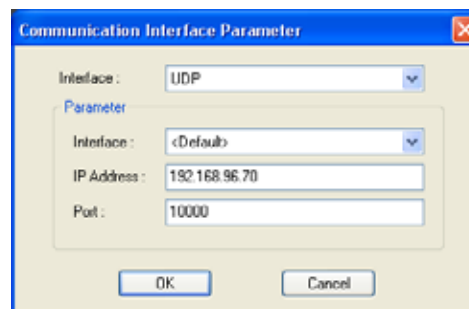 Communication Interface Parameter
Interface : UDP
Parameter
Interface : <Default>
IP Address : 192.168.96.70
Port : 10000
OK Cancel